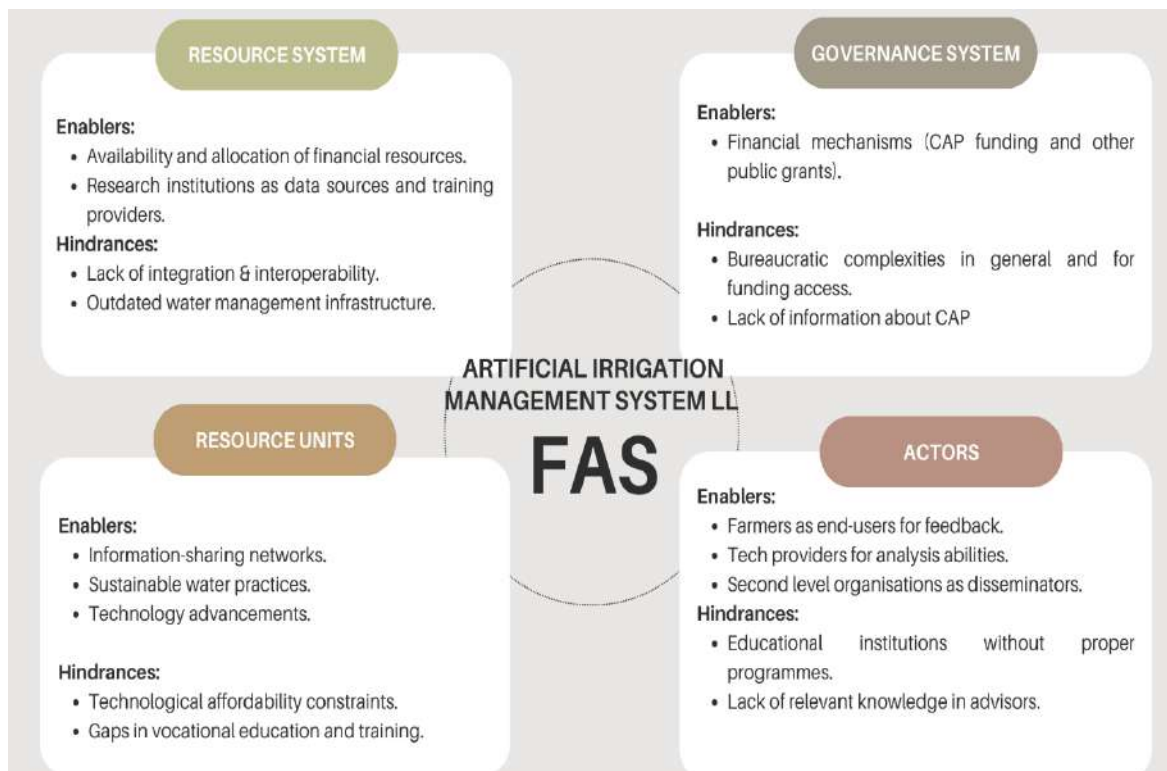 RESOURCE SYSTEM
Enablers:
• Availability and allocation of financial resources.
• Research institutions as data sources and training
providers.
Hindrances:
• Lack of integration & interoperability.
• Outdated water management infrastructure.
GOVERNANCE SYSTEM
Enablers:
• Financial mechanisms (CAP funding and other
public grants).
Hindrances:
• Bureaucratic complexities in general and for
funding access.
• Lack of information about CAP
ARTIFICIAL IRRIGATION
MANAGEMENT SYSTEM LL
FAS
RESOURCE UNITS
Enablers:
• Information-sharing networks.
• Sustainable water practices.
• Technology advancements.
Hindrances:
• Technological affordability constraints.
• Gaps in vocational education and training.
ACTORS
Enablers:
• Farmers as end-users for feedback.
• Tech providers for analysis abilities.
• Second level organisations as disseminators.
Hindrances:
• Educational institutions without proper
programmes.
• Lack of relevant knowledge in advisors.